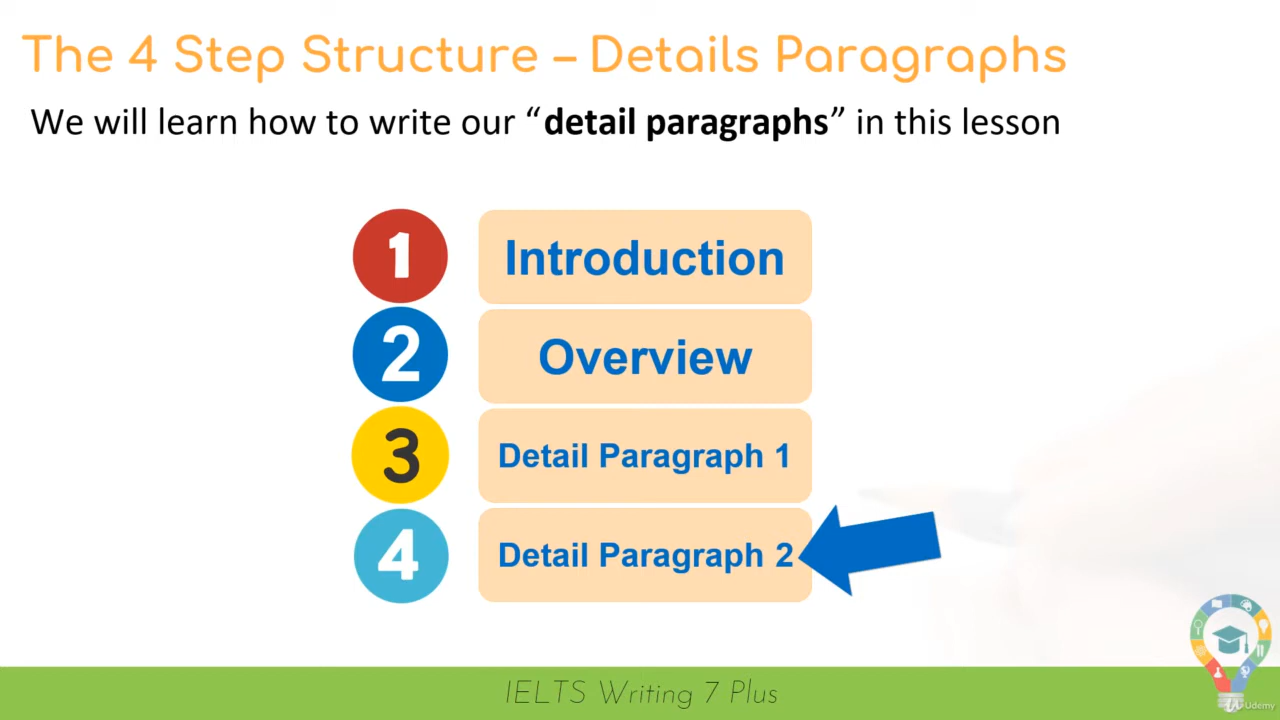 The 4 Step Structure – Details Paragraphs
We will learn how to write our “detail paragraphs” in this lesson
1
Introduction
2
Overview
3
Detail Paragraph 1
4
Detail Paragraph 2
IELTS Writing 7 Plus
Udemy